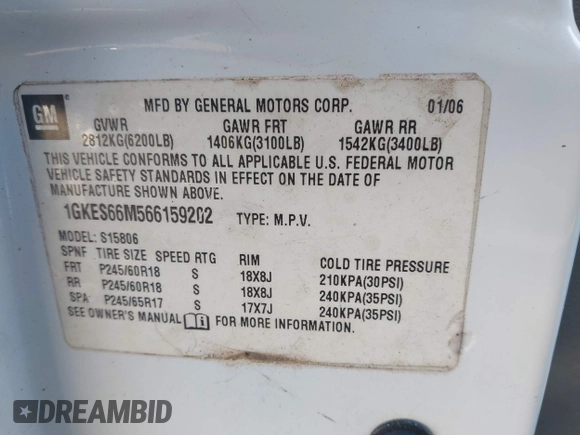 GM
MFD BY GENERAL MOTORS CORP. 01/06
GVWR GAWR FRT GAWR RR
2812KG(6200LB) 1406KG(3100LB) 1542KG(3400LB)
THIS VEHICLE CONFORMS TO ALL APPLICABLE U.S. FEDERAL MOTOR
VEHICLE SAFETY STANDARDS IN EFFECT ON THE DATE OF
MANUFACTURE SHOWN ABOVE.
1GKES66M566159202 TYPE: M.P.V.
MODEL: S15806
SPNF TIRE SIZE SPEED RTG RIM COLD TIRE PRESSURE
FRT P245/60R18 S 18X8J 210KPA(30PSI)
RR P245/60R18 S 18X8J 240KPA(35PSI)
SPA P245/65R17 S 17X7J 240KPA(35PSI)
SEE OWNER'S MANUAL FOR MORE INFORMATION.
DREAMBID